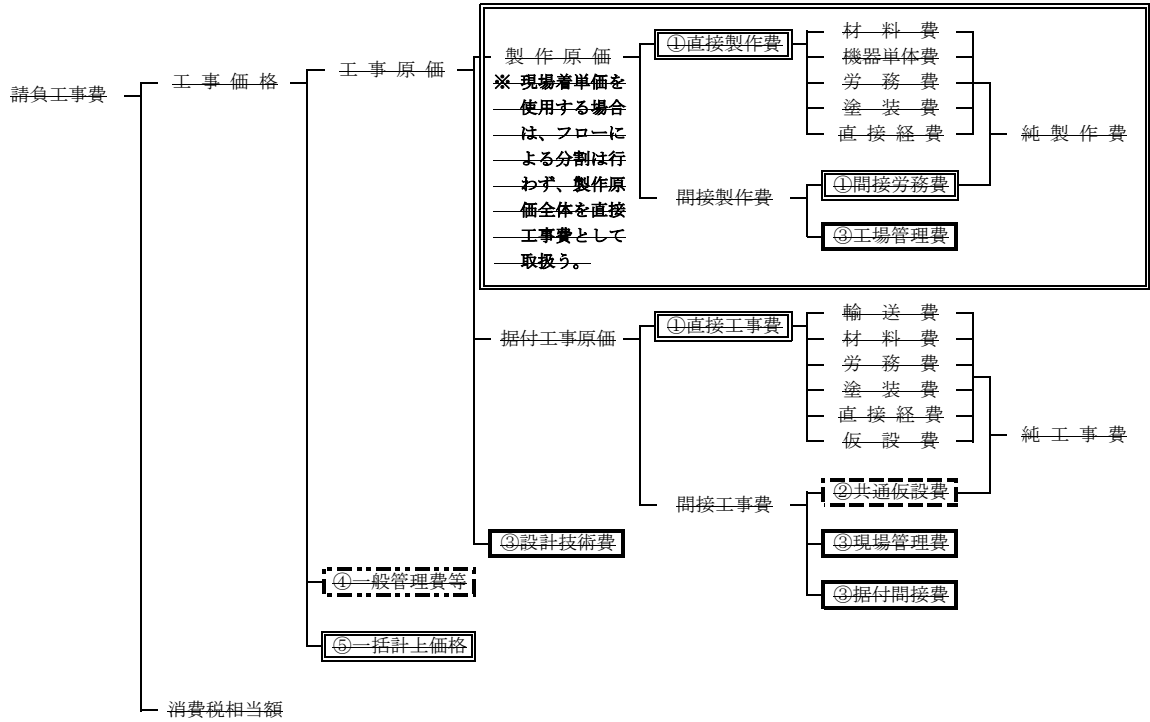 請負工事費
工事価格
工事原価
製作原価
※ 現場着単価を
使用する場合
は、フローに
よる分割は行
わず、製作原
価全体を直接
工事費として
取扱う。
①直接製作費
材料費
機器単体費
労務費
塗装費
直接経費
純製作費
間接製作費
①間接労務費
③工場管理費
据付工事原価
①直接工事費
輸送費
材料費
労務費
塗装費
直接経費
仮設費
純工事費
間接工事費
②共通仮設費
③現場管理費
③据付間接費
③設計技術費
④一般管理費等
⑤一括計上価格
消費税相当額